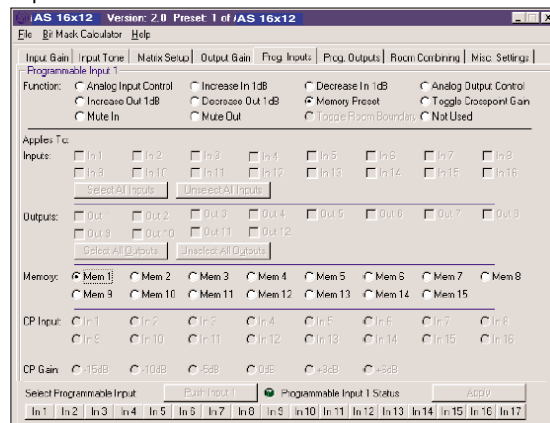 AS 16x12 Version: 2.0 Preset: 1 of /AS 16x12
File Bit Mask Calculator Help
Input Gain Input Tone Matrix Setup Output Gain Prog. Inputs Prog. Outputs Room Combining Misc. Settings
Programmable Input 1
Function: Analog Input Control Increase In 1dB Decrease In 1dB Analog Output Control
Increase Out 1dB Decrease Out 1dB Memory Preset Toggle Crosspoint Gain
Mute In Mute Out Toggle Room Boundary Not Used
Apples To:
Inputs: In 1 In 2 In 3 In 4 In 5 In 6 In 7 In 8
In 9 In 10 In 11 In 12 In 13 In 14 In 15 In 16
Select All Inputs Unselect All Inputs
Outputs: Out 1 Out 2 Out 3 Out 4 Out 5 Out 6 Out 7 Out 8
Out 9 Out 10 Out 11 Out 12
Select All Outputs Unselect All Outputs
Memory: Mem 1 Mem 2 Mem 3 Mem 4 Mem 5 Mem 6 Mem 7 Mem 8
Mem 9 Mem 10 Mem 11 Mem 12 Mem 13 Mem 14 Mem 15
CP Input: In 1 In 2 In 3 In 4 In 5 In 6 In 7 In 8
In 9 In 10 In 11 In 12 In 13 In 14 In 15 In 16
CP Gain: -15dB -10dB -5dB 0dB +3dB +6dB
Select Programmable Input: Push Input 1 Programmable Input 1 Status Apply
In 1 In 2 In 3 In 4 In 5 In 6 In 7 In 8 In 9 In 10 In 11 In 12 In 13 In 14 In 15 In 16 In 17